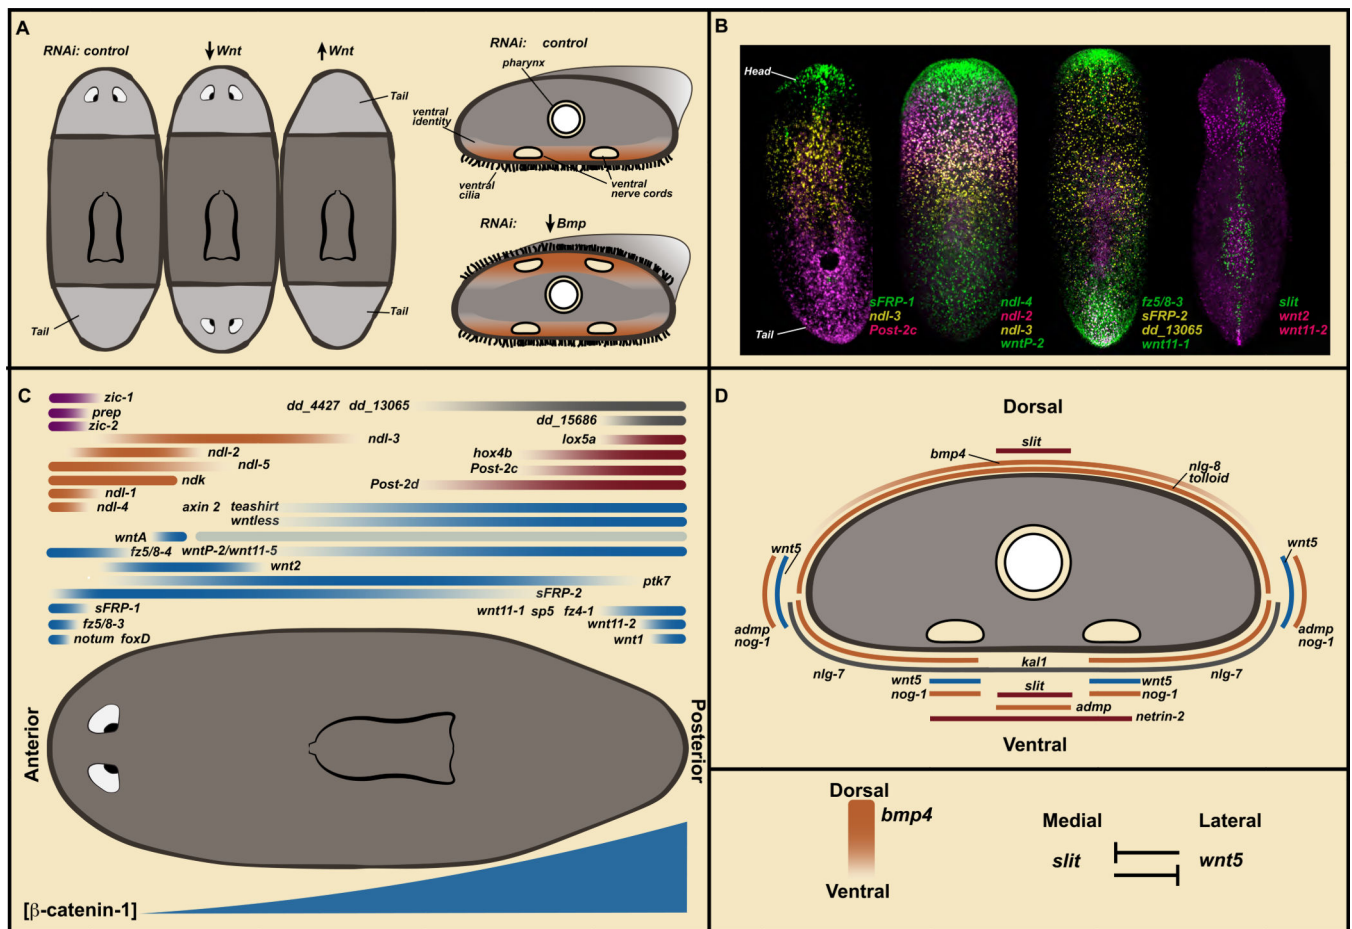 A
RNAi: control
↓Wnt
↑Wnt
Tail
Tail
Tail
RNAi: control
pharynx
ventral
identity
ventral
cilia
ventral
nerve cords
RNAi: ↓Bmp
B
Head
Tail
sFRP-1
ndl-3
Post-2c
ndl-4
ndl-2
ndl-3
wntP-2
fz5/8-3
sFRP-2
dd_13065
wnt11-1
slit
wnt2
wnt11-2
C
zic-1
prep
zic-2
dd_4427 dd_13065
dd_15686
ndl-3
lox5a
ndl-2
hox4b
ndl-5
Post-2c
ndk
Post-2d
ndl-1
ndl-4
axin 2 teashirt
wntless
wntA
fz5/8-4 wntP-2/wnt11-5
wnt2
ptk7
sFRP-2
sFRP-1
wnt11-1 sp5 fz4-1
fz5/8-3
wnt11-2
notum foxD
wnt1
Anterior
Posterior
[β-catenin-1]
D
Dorsal
slit
bmp4
nlg-8
tolloid
wnt5
wnt5
admp
nog-1
admp
nog-1
kal1
nlg-7
nlg-7
wnt5
nog-1
slit
wnt5
nog-1
admp
netrin-2
Ventral
Dorsal
bmp4
Ventral
Medial
Lateral
slit
wnt5